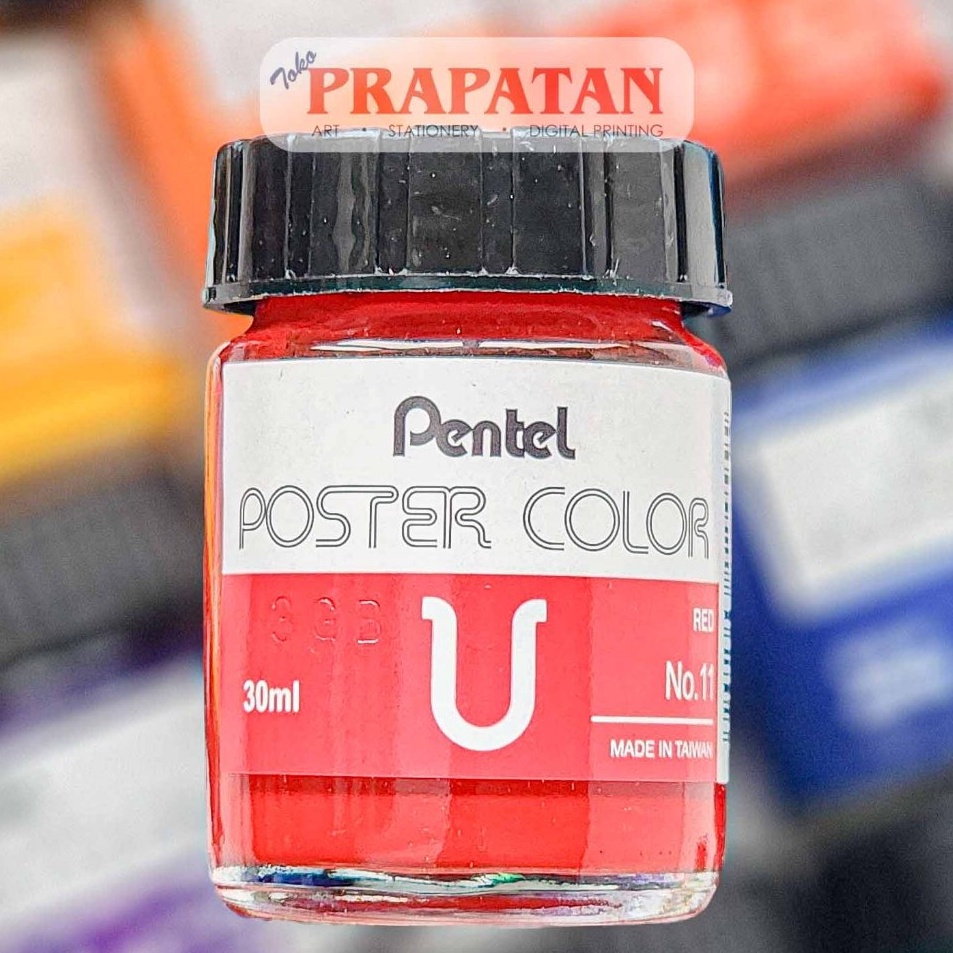 Toko
PRAPATAN
ART • STATIONERY • DIGITAL PRINTING
Pentel
POSTER COLOR
U
RED
30ml
No.11
MADE IN TAIWAN